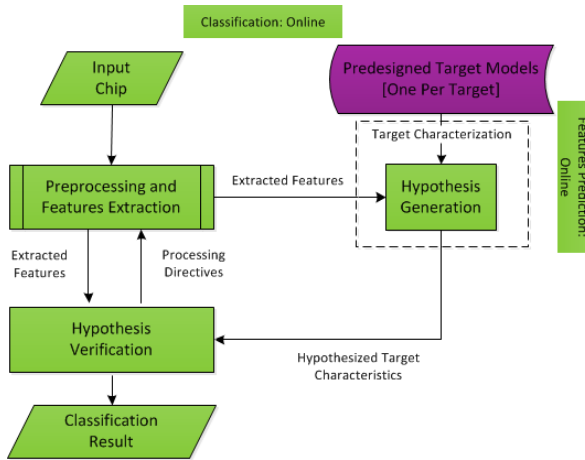 Classification: Online
Input
Chip
Predesigned Target Models
[One Per Target]
Target Characterization
Features Prediction:
Online
Preprocessing and
Features Extraction
Extracted Features
Hypothesis
Generation
Extracted
Features
Processing
Directives
Hypothesis
Verification
Hypothesized Target
Characteristics
Classification
Result